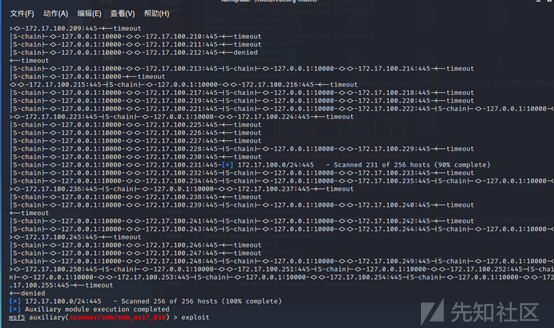 文件(F) 动作(A) 编辑(E) 查看(V) 帮助(H)
>◇-172.17.100.209:445-<--timeout
|S-chain|-◇-127.0.0.1:10000-◇◇-172.17.100.210:445-<--timeout
|S-chain|-◇-127.0.0.1:10000-◇◇-172.17.100.211:445-<--timeout
|S-chain|-◇-127.0.0.1:10000-◇◇-172.17.100.212:445-<--denied
<--timeout
|S-chain|-◇-127.0.0.1:10000-◇◇-172.17.100.213:445-|S-chain|-◇-127.0.0.1:10000-◇◇-172.17.100.214:445-<--timeout
|S-chain|-◇-127.0.0.1:10000-<--timeout
◇◇-172.17.100.215:445-|S-chain|-◇-127.0.0.1:10000-◇◇-172.17.100.216:445-<--timeout
|S-chain|-◇-127.0.0.1:10000-◇◇-172.17.100.217:445-|S-chain|-◇-127.0.0.1:10000-◇◇-172.17.100.218:445-<--timeout
|S-chain|-◇-127.0.0.1:10000-◇◇-172.17.100.219:445-|S-chain|-◇-127.0.0.1:10000-◇◇-172.17.100.220:445-<--timeout
|S-chain|-◇-127.0.0.1:10000-◇◇-172.17.100.221:445-|S-chain|-◇-127.0.0.1:10000-◇◇-172.17.100.222:445-|S-chain|-◇-127.0.0.1:10000-◇
>◇-172.17.100.223:445-|S-chain|-◇-127.0.0.1:10000-◇◇-172.17.100.224:445-<--timeout
|S-chain|-◇-127.0.0.1:10000-◇◇-172.17.100.225:445-<--timeout
|S-chain|-◇-127.0.0.1:10000-◇◇-172.17.100.226:445-<--timeout
|S-chain|-◇-127.0.0.1:10000-◇◇-172.17.100.227:445-<--timeout
|S-chain|-◇-127.0.0.1:10000-◇◇-172.17.100.228:445-|S-chain|-◇-127.0.0.1:10000-◇◇-172.17.100.229:445-<--timeout
|S-chain|-◇-127.0.0.1:10000-◇◇-172.17.100.230:445-<--timeout
|S-chain|-◇-127.0.0.1:10000-◇◇-172.17.100.231:445-[*] 172.17.100.0/24:445 - Scanned 231 of 256 hosts (90% complete)
|S-chain|-◇-127.0.0.1:10000-◇◇-172.17.100.232:445-|S-chain|-◇-127.0.0.1:10000-◇◇-172.17.100.233:445-<--timeout
|S-chain|-◇-127.0.0.1:10000-◇◇-172.17.100.234:445-|S-chain|-◇-127.0.0.1:10000-◇◇-172.17.100.235:445-|S-chain|-◇-127.0.0.1:10000-◇
>◇-172.17.100.236:445-|S-chain|-◇-127.0.0.1:10000-◇◇-172.17.100.237:445-<--timeout
|S-chain|-◇-127.0.0.1:10000-◇◇-172.17.100.238:445-<--timeout
|S-chain|-◇-127.0.0.1:10000-◇◇-172.17.100.239:445-|S-chain|-◇-127.0.0.1:10000-◇◇-172.17.100.240:445-<--timeout
<--timeout
|S-chain|-◇-127.0.0.1:10000-◇◇-172.17.100.241:445-|S-chain|-◇-127.0.0.1:10000-◇◇-172.17.100.242:445-<--timeout
|S-chain|-◇-127.0.0.1:10000-◇◇-172.17.100.243:445-|S-chain|-◇-127.0.0.1:10000-◇◇-172.17.100.244:445-|S-chain|-◇-127.0.0.1:10000-◇
>◇-172.17.100.245:445-<--timeout
|S-chain|-◇-127.0.0.1:10000-◇◇-172.17.100.246:445-<--timeout
|S-chain|-◇-127.0.0.1:10000-◇◇-172.17.100.247:445-<--timeout
|S-chain|-◇-127.0.0.1:10000-◇◇-172.17.100.248:445-|S-chain|-◇-127.0.0.1:10000-◇◇-172.17.100.249:445-|S-chain|-◇-127.0.0.1:10000-◇
>◇-172.17.100.250:445-|S-chain|-◇-127.0.0.1:10000-◇◇-172.17.100.251:445-|S-chain|-◇-127.0.0.1:10000-◇◇-172.17.100.252:445-|S-chai
n|-◇-127.0.0.1:10000-◇◇-172.17.100.253:445-|S-chain|-◇-127.0.0.1:10000-◇◇-172.17.100.254:445-|S-chain|-◇-127.0.0.1:10000-◇◇-172
.17.100.255:445-<--timeout
<--denied
[*] 172.17.100.0/24:445 - Scanned 256 of 256 hosts (100% complete)
[*] Auxiliary module execution completed
msf5 auxiliary(scanner/smb/smb_ms17_010) > exploit
先知社区